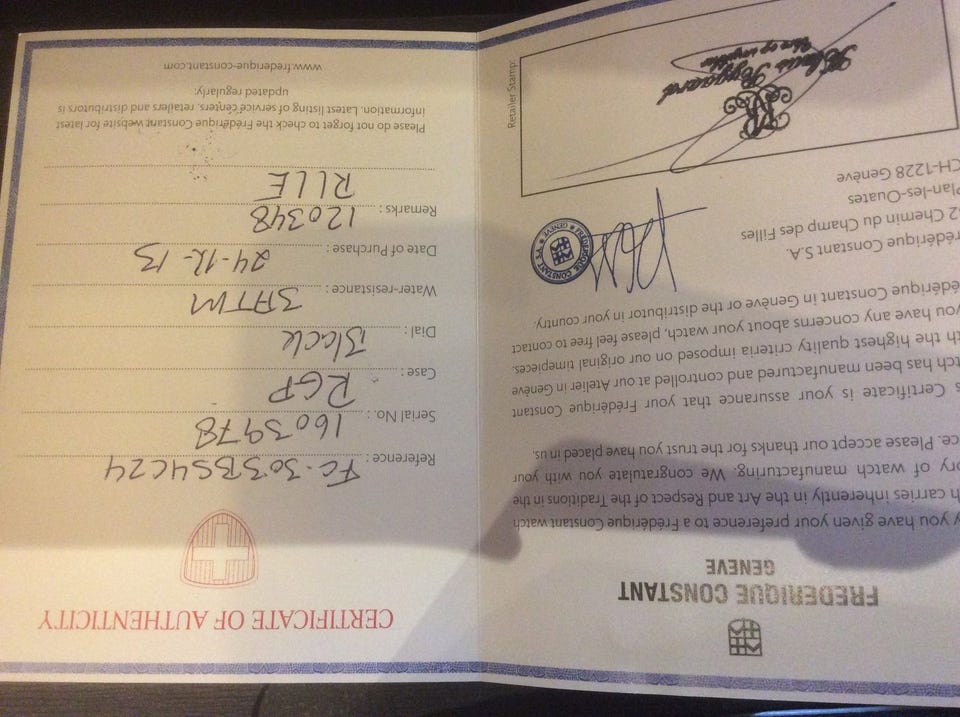 FREDERIQUE CONSTANT
GENEVE
you have given your preference to a Frédérique Constant watch
carries inherently in the Art and Respect of the Traditions in the
of watch manufacturing. We congratulate you with your
Please accept our thanks for the trust you have placed in us.
Certificate is your assurance that your Frédérique Constant
has been manufactured and controlled at our Atelier in Genève
the highest quality criteria imposed on our original timepieces.
you have any concerns about your watch, please feel free to contact
Constant in Genève or the distributor in your country.
Constant S.A.
Chemin du Champ des Filles
Plan-les-Ouates
CH-1228 Genève
FRÉDÉRIQUE CONSTANT S.A.
GENÈVE
Retailer Stamp:
CERTIFICATE OF AUTHENTICITY
Reference: FC-303BS4C24
Serial No.: 1603978
Case: RGP
Dial: Black
Water-resistance: 3ATM
Date of Purchase: 24-12-13
Remarks: 120348
RLLE
Please do not forget to check the Frédérique Constant website for latest
information. Latest listing of service centers, retailers and distributors is
updated regularly:
www.frederique-constant.com